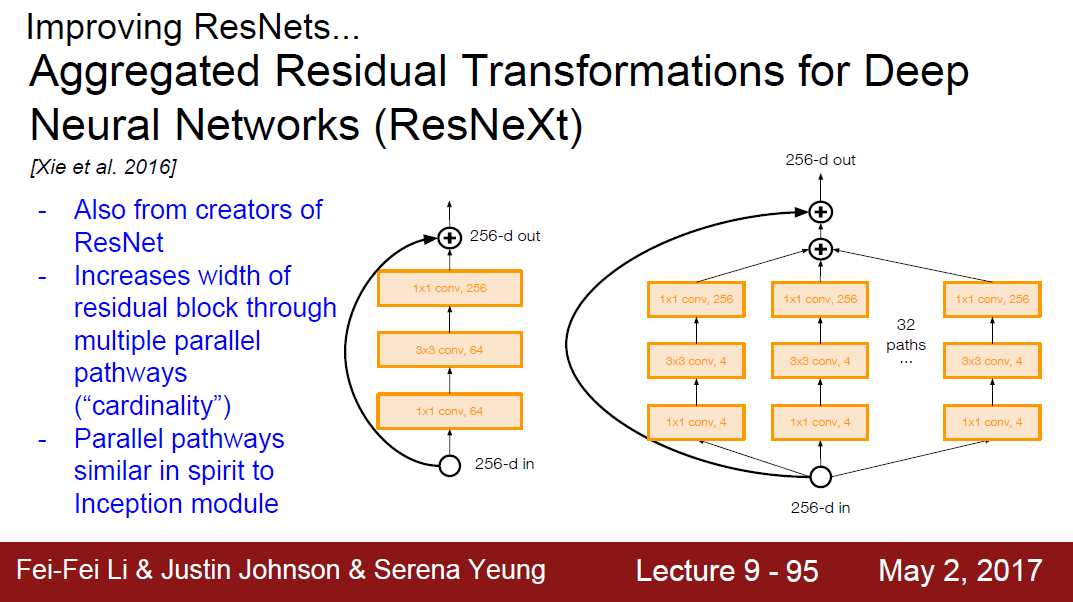 Improving ResNets...
Aggregated Residual Transformations for Deep
Neural Networks (ResNeXt)
[Xie et al. 2016]
- Also from creators of
ResNet
- Increases width of
residual block through
multiple parallel
pathways
(“cardinality”)
- Parallel pathways
similar in spirit to
Inception module
256-d out
1x1 conv, 256
3x3 conv, 64
1x1 conv, 64
256-d in
256-d out
1x1 conv, 256 1x1 conv, 256 1x1 conv, 256
32
paths
...
3x3 conv, 4 3x3 conv, 4 3x3 conv, 4
1x1 conv, 4 1x1 conv, 4 1x1 conv, 4
256-d in
Fei-Fei Li & Justin Johnson & Serena Yeung Lecture 9 - 95 May 2, 2017